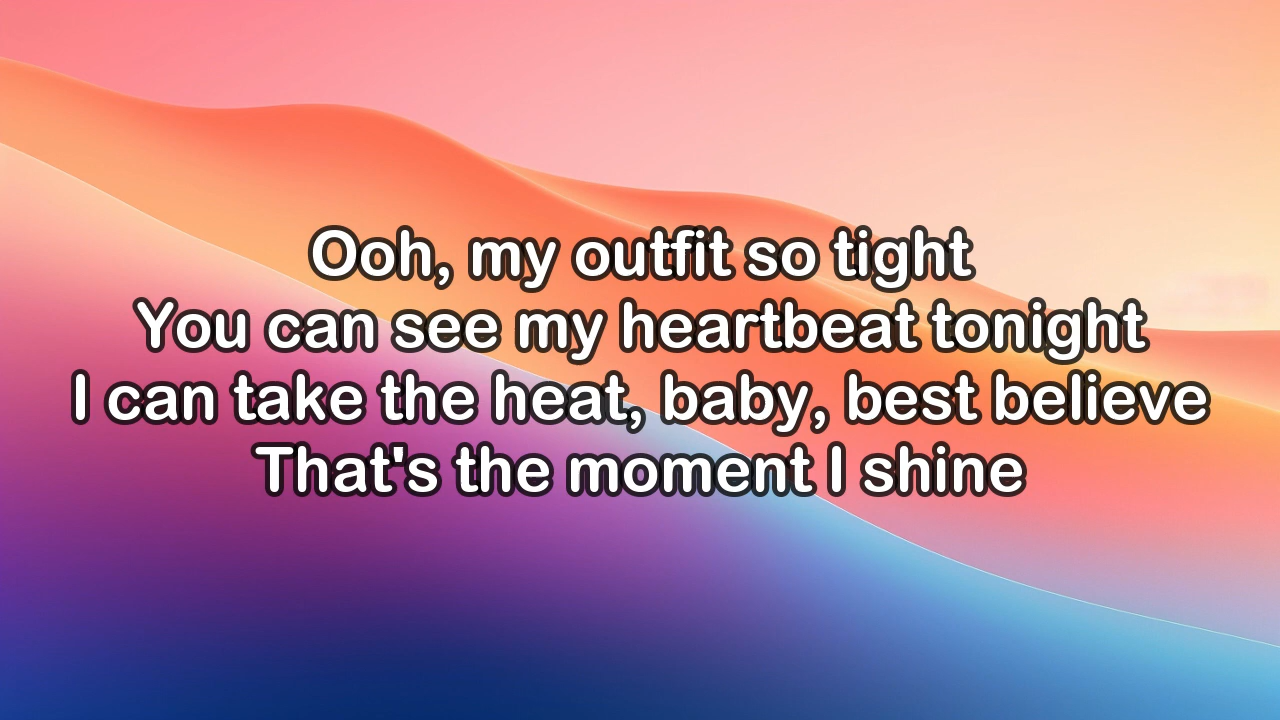 Ooh, my outfit so tight
You can see my heartbeat tonight
I can take the heat, baby, best believe
That's the moment I shine